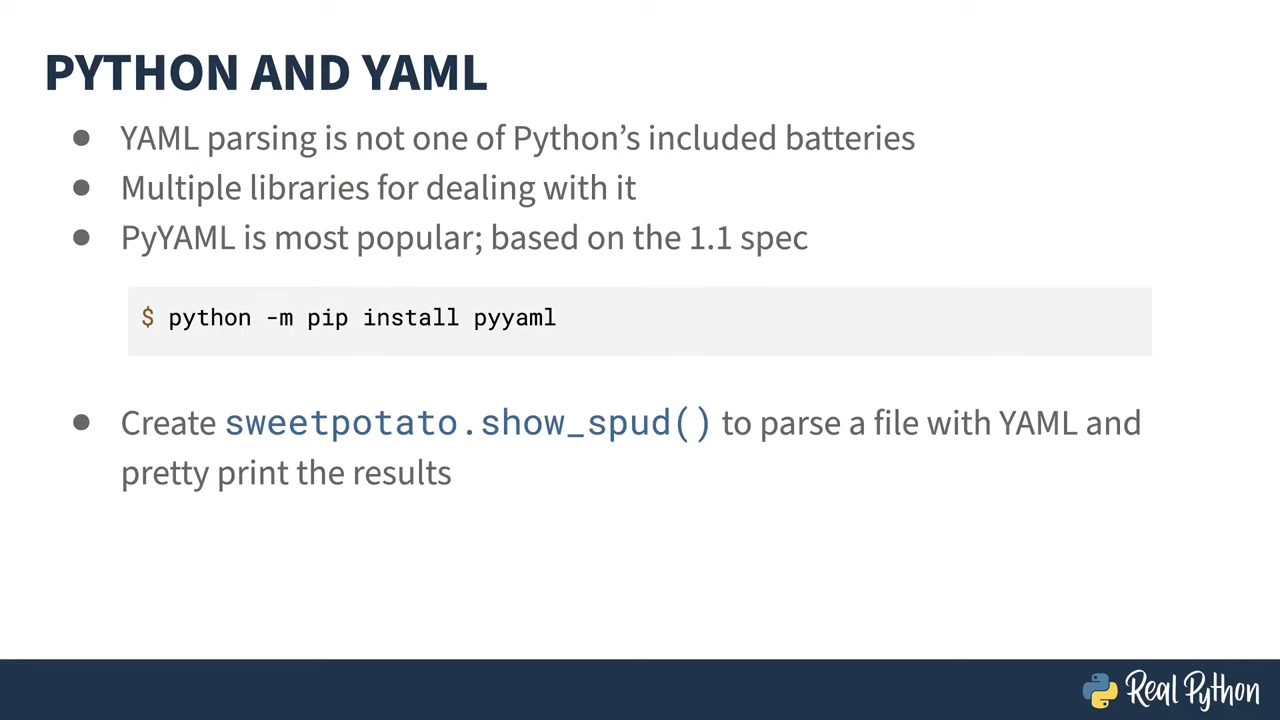 PYTHON AND YAML
● YAML parsing is not one of Python’s included batteries
● Multiple libraries for dealing with it
● PyYAML is most popular; based on the 1.1 spec
$ python -m pip install pyyaml
● Create sweetpotato.show_spud() to parse a file with YAML and
pretty print the results
Real Python